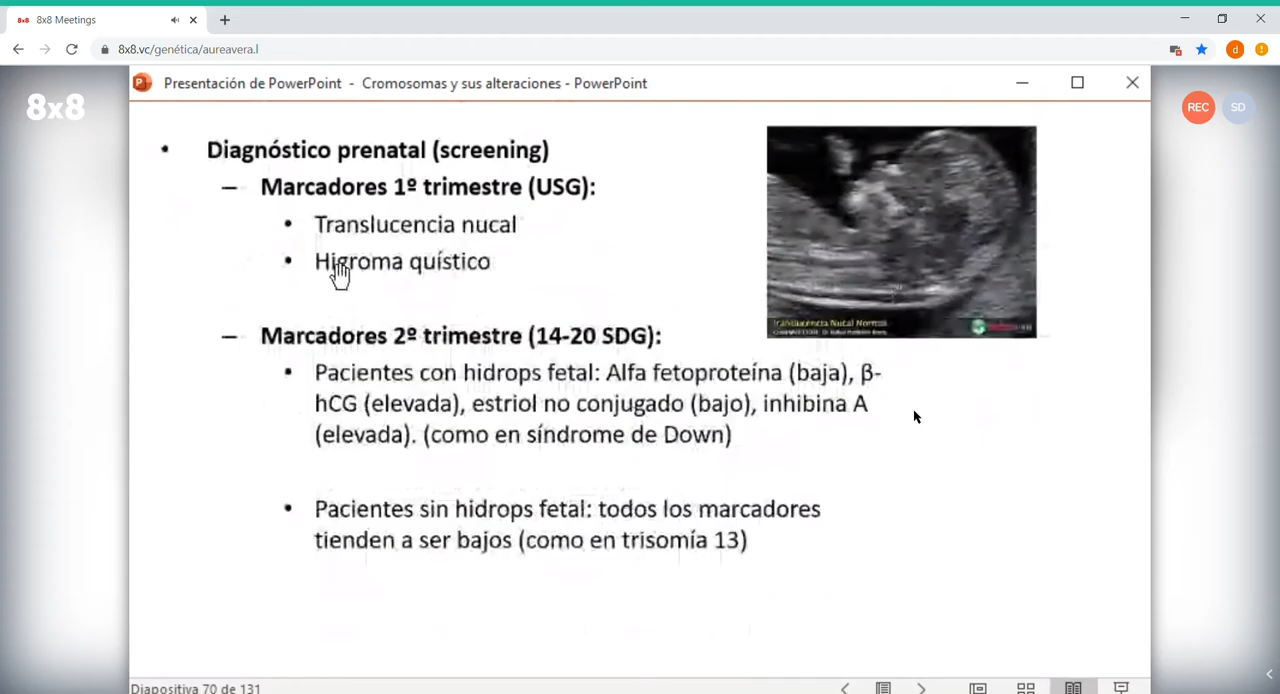 8x8 8x8 Meetings
8x8.vc/genética/aureavera.l
d
8x8
REC SD
Presentación de PowerPoint - Cromosomas y sus alteraciones - PowerPoint
• Diagnóstico prenatal (screening)
– Marcadores 1º trimestre (USG):
• Translucencia nucal
• Higroma quístico
Translucencia Nucal Normal
– Marcadores 2º trimestre (14-20 SDG):
• Pacientes con hidrops fetal: Alfa fetoproteína (baja), β-
hCG (elevada), estriol no conjugado (bajo), inhibina A
(elevada). (como en síndrome de Down)
• Pacientes sin hidrops fetal: todos los marcadores
tienden a ser bajos (como en trisomía 13)
Diapositiva 70 de 131